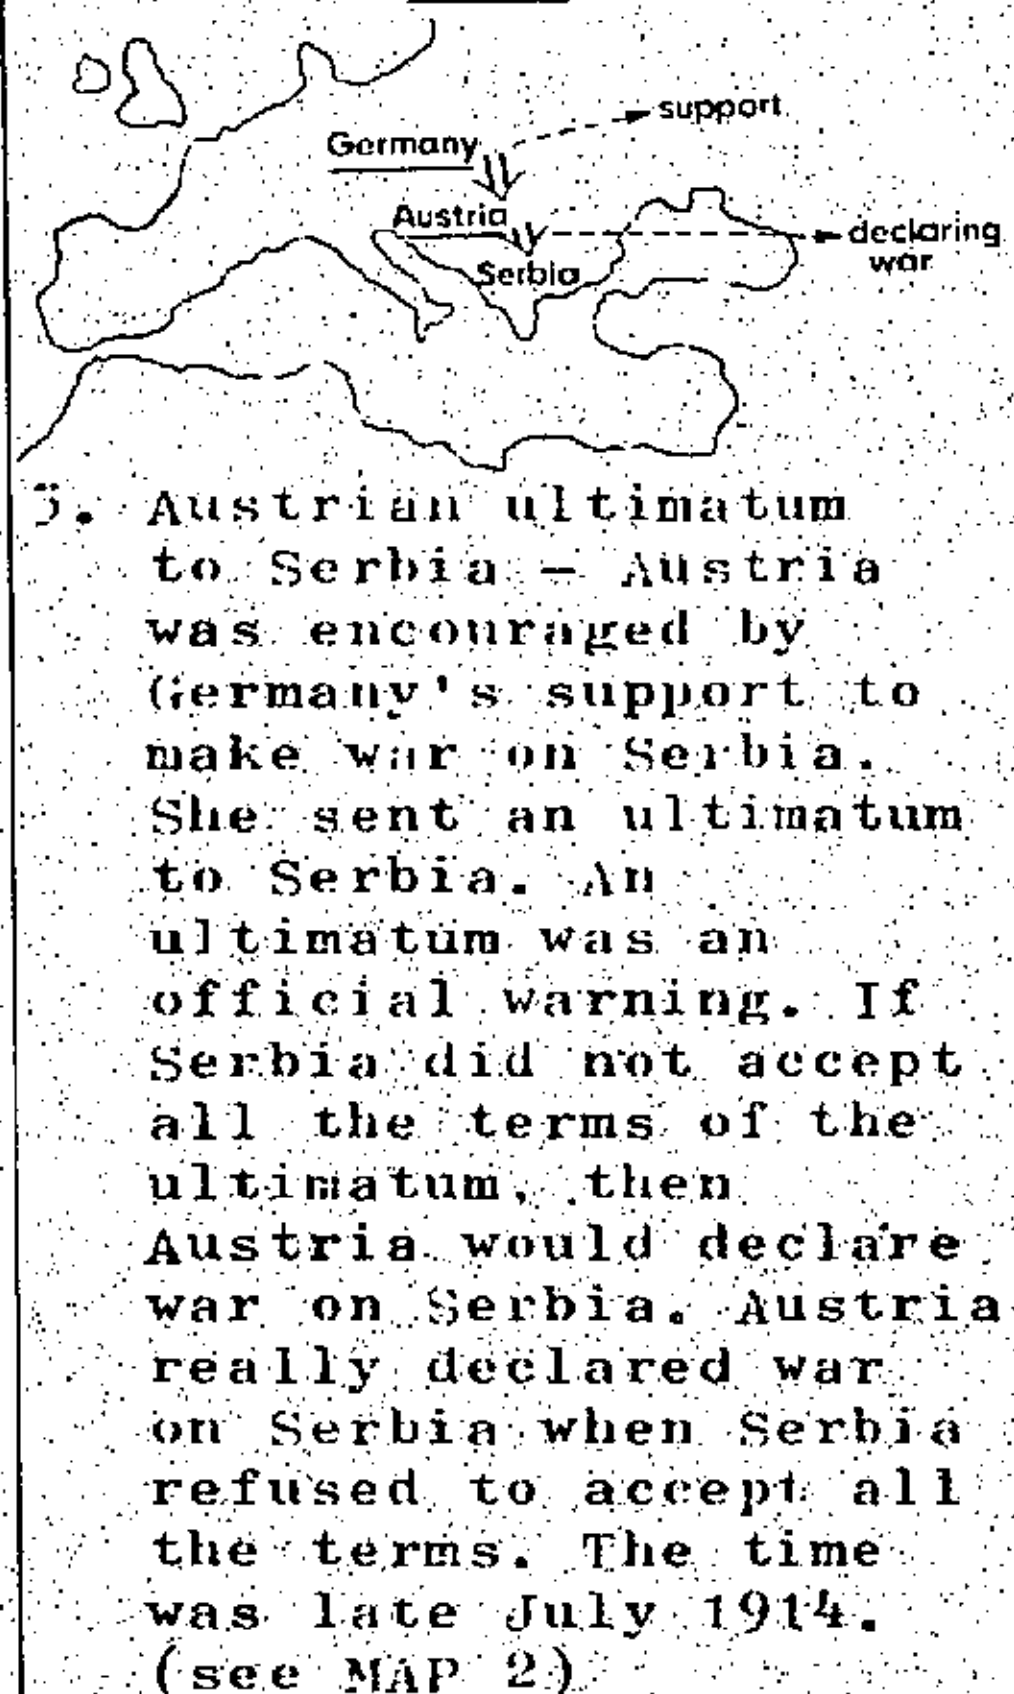 support
Germany
Austria
declaring
war
Serbia
Austrian ultimatum
to Serbia – Austria
was encouraged by
Germany's support to
make war on Serbia.
She sent an ultimatum
to Serbia. An
ultimatum was an
official warning. If
Serbia did not accept
all the terms of the
ultimatum, then
Austria would declare
war on Serbia. Austria
really declared war
on Serbia when Serbia
refused to accept all
the terms. The time
was late July 1914.
(see MAP 2)